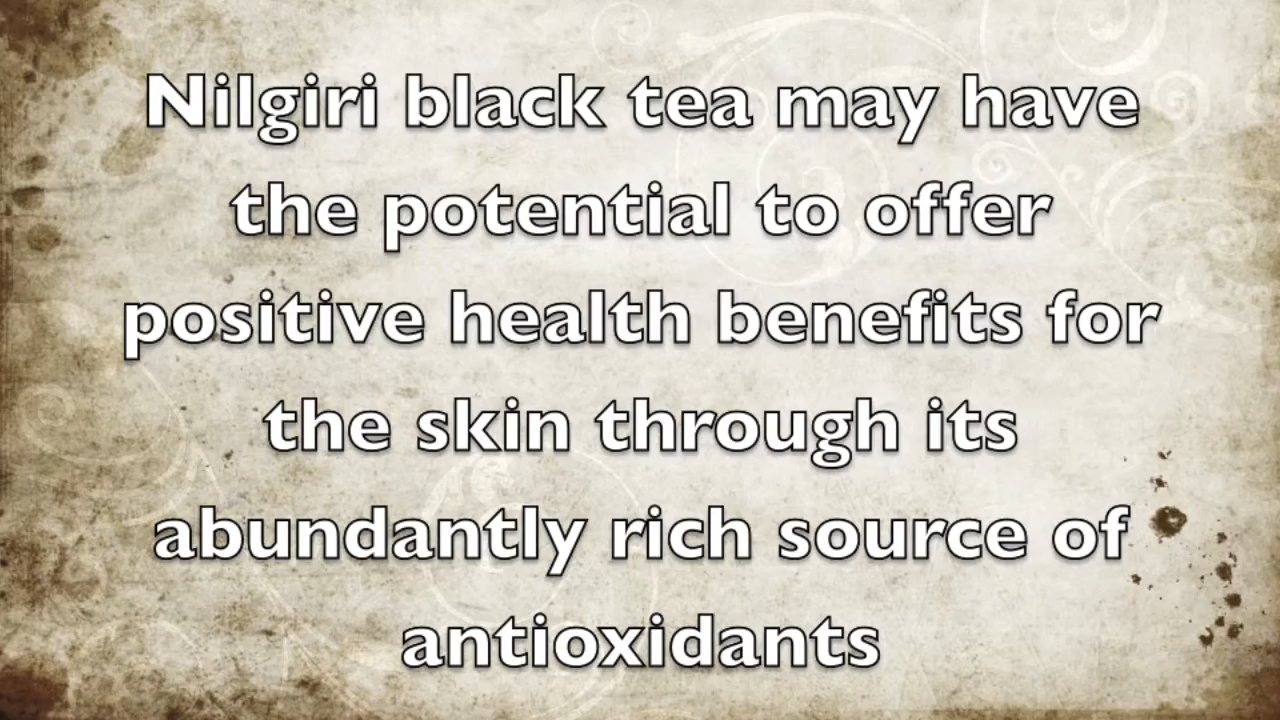 Nilgiri black tea may have
the potential to offer
positive health benefits for
the skin through its
abundantly rich source of
antioxidants